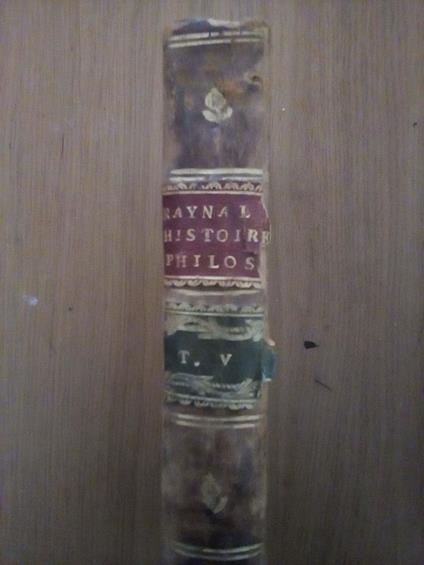 RAYNAL
HISTOIRE
PHILOS
T. V